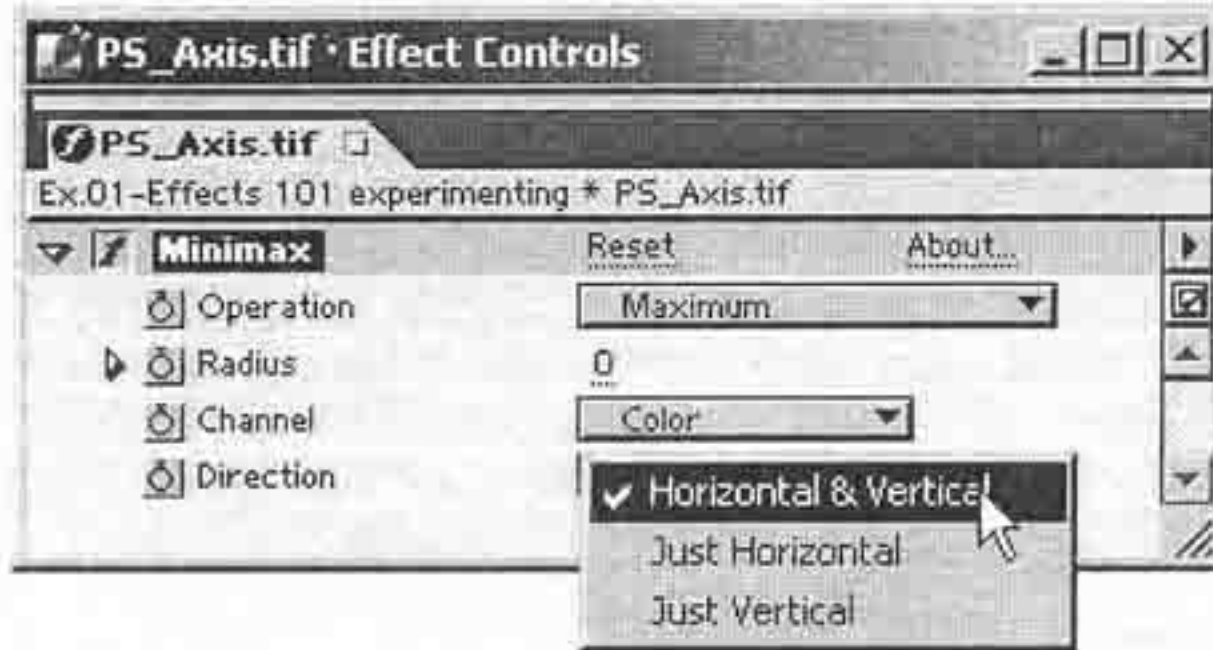 PS_Axis.tif · Effect Controls
PS_Axis.tif
Ex.01-Effects 101 experimenting * PS_Axis.tif
Minimax Reset About...
Operation Maximum
Radius 0
Channel Color
Direction
Horizontal & Vertical
Just Horizontal
Just Vertical